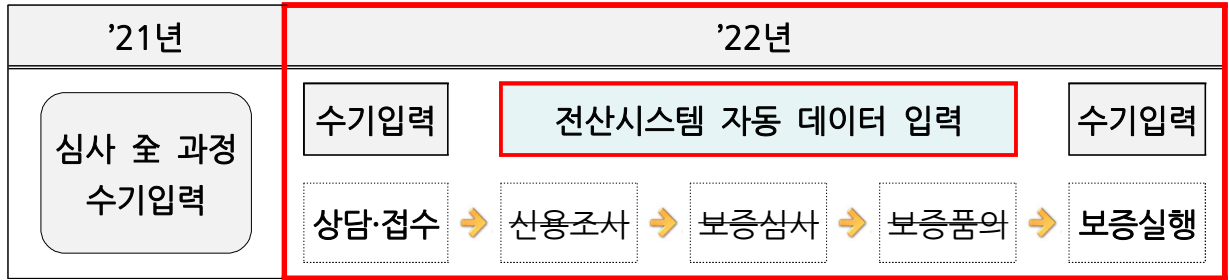 ’21년
’22년
심사 全 과정
수기입력
수기입력
전산시스템 자동 데이터 입력
수기입력
상담·접수
신용조사
보증심사
보증품의
보증실행